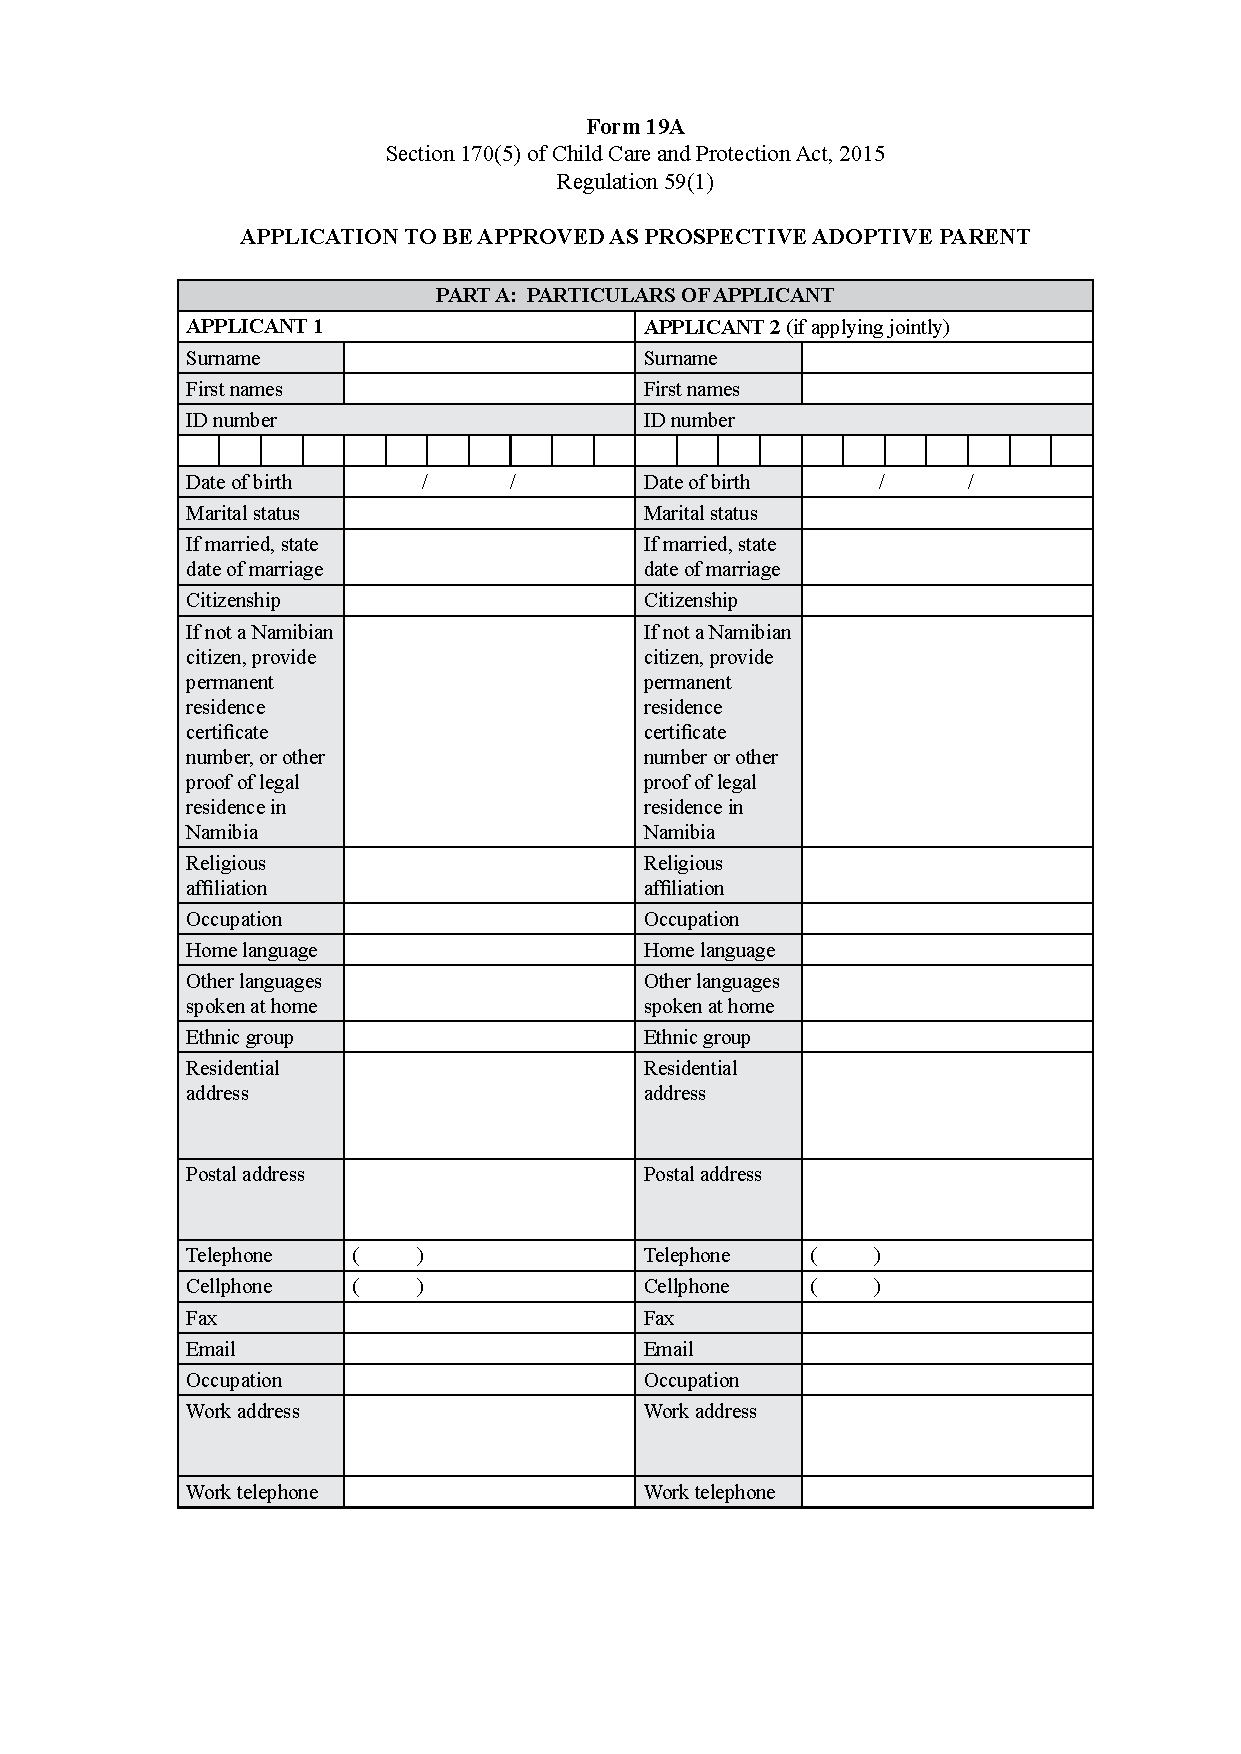 Form 19A
Section 170(5) of Child Care and Protection Act, 2015
Regulation 59(1)
APPLICATION TO BE APPROVED AS PROSPECTIVE ADOPTIVE PARENT
PART A: PARTICULARS OF APPLICANT
APPLICANT 1 APPLICANT 2 (if applying jointly)
Surname Surname
First names First names
ID number ID number
Date of birth / / Date of birth / /
Marital status Marital status
If married, state If married, state
date of marriage date of marriage
Citizenship Citizenship
If not a Namibian If not a Namibian
citizen, provide citizen, provide
permanent permanent
residence residence
certificate certificate
number, or other number or other
proof of legal proof of legal
residence in residence in
Namibia Namibia
Religious Religious
affiliation affiliation
Occupation Occupation
Home language Home language
Other languages Other languages
spoken at home spoken at home
Ethnic group Ethnic group
Residential Residential
address address
Postal address Postal address
Telephone ( ) Telephone ( )
Cellphone ( ) Cellphone ( )
Fax Fax
Email Email
Occupation Occupation
Work address Work address
Work telephone Work telephone